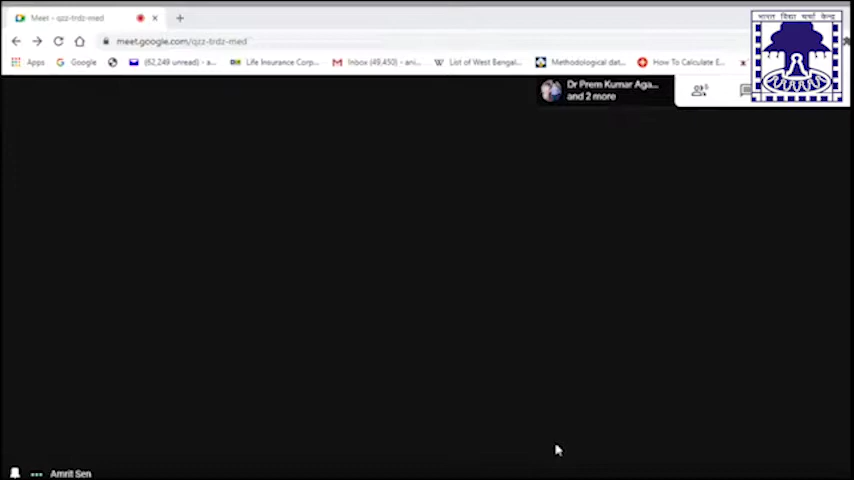 Meet - qzz-trdz-med
meet.google.com/qzz-trdz-med
Apps
Google
(62,249 unread) - a...
Life Insurance Corp...
Inbox (49,450) - ani...
List of West Bengal...
Methodological dat...
How To Calculate E...
भारत विद्या चर्चा केन्द्र
Dr Prem Kumar Aga...
and 2 more
Amrit Sen